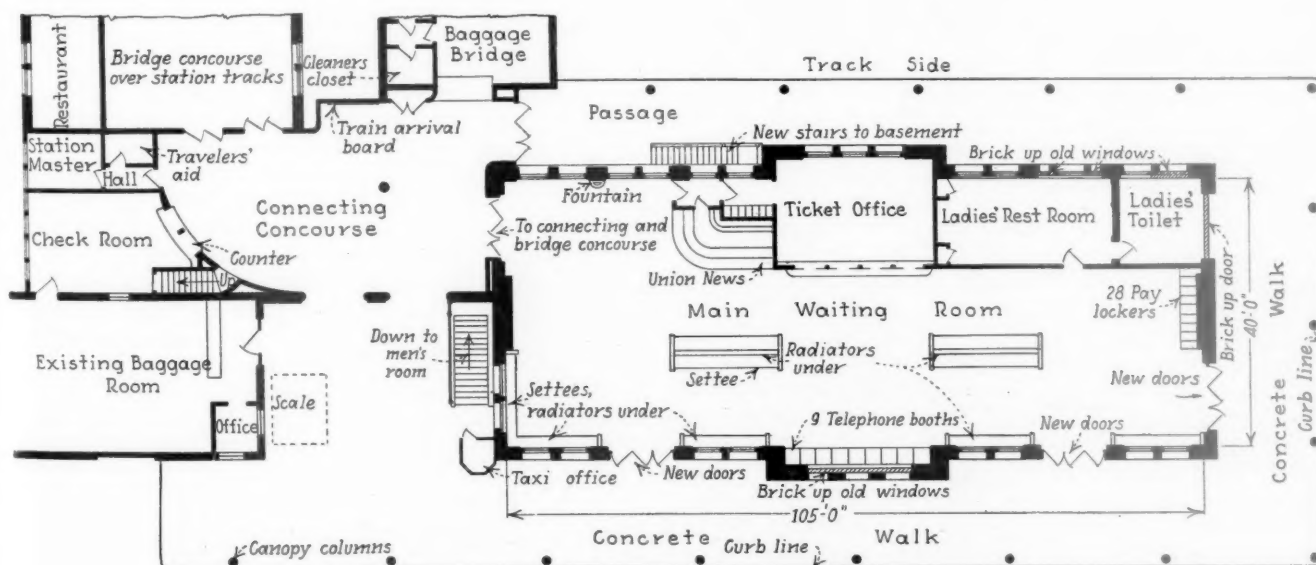 Restaurant
Bridge concourse
over station tracks
Cleaners
closet
Baggage
Bridge
Track Side
Passage
Train arrival
board
New stairs to basement
Brick up old windows
Station
Master
Hall
Travelers'
aid
Fountain
Connecting
Concourse
To connecting and
bridge concourse
Ticket Office
Ladies' Rest Room
Ladies'
Toilet
Check Room
Counter
Up
Union News
28 Pay
lockers
Brick up door
40'-0"
Walk
Main Waiting Room
Down to
men's
room
Radiators
under
Settee
Existing Baggage
Room
Scale
Office
Settees,
radiators under
9 Telephone booths
New doors
New doors
Concrete
Curb line
Taxi office
New doors
Brick up old windows
105'-0"
Canopy columns
Concrete Walk
Curb line